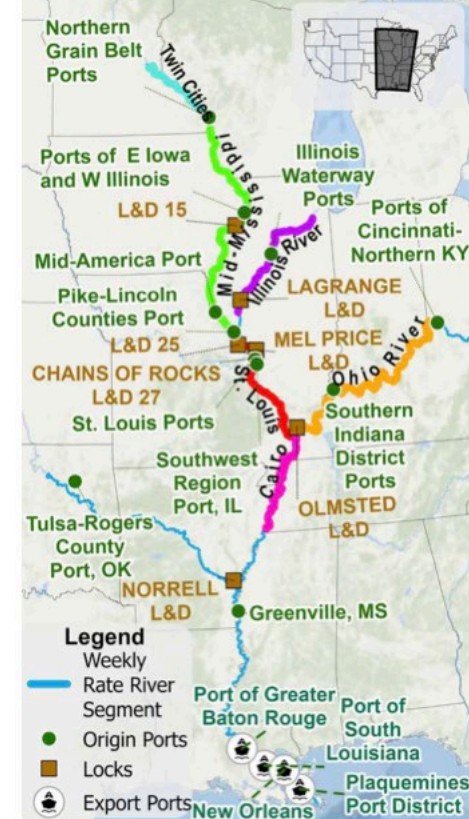 Northern
Grain Belt
Ports
Twin Cities
Ports of E Iowa
and W Illinois
Mid-Mississippi
Illinois
Waterway
Ports
L&D 15
Ports of
Cincinnati-
Northern KY
Illinois River
Mid-America Port
LAGRANGE
L&D
Pike-Lincoln
Counties Port
L&D 25
MEL PRICE
L&D
Ohio River
CHAINS OF ROCKS
L&D 27
St. Louis
St. Louis Ports
Southern
Indiana
District
Ports
Southwest
Region
Port, IL
Cairo
OLMSTED
L&D
Tulsa-Rogers
County
Port, OK
NORRELL
L&D
Greenville, MS
Legend
Weekly
Rate River
Segment
Origin Ports
Locks
Export Ports
Port of Greater
Baton Rouge
Port of
South
Louisiana
Plaquemines
Port District
New Orleans